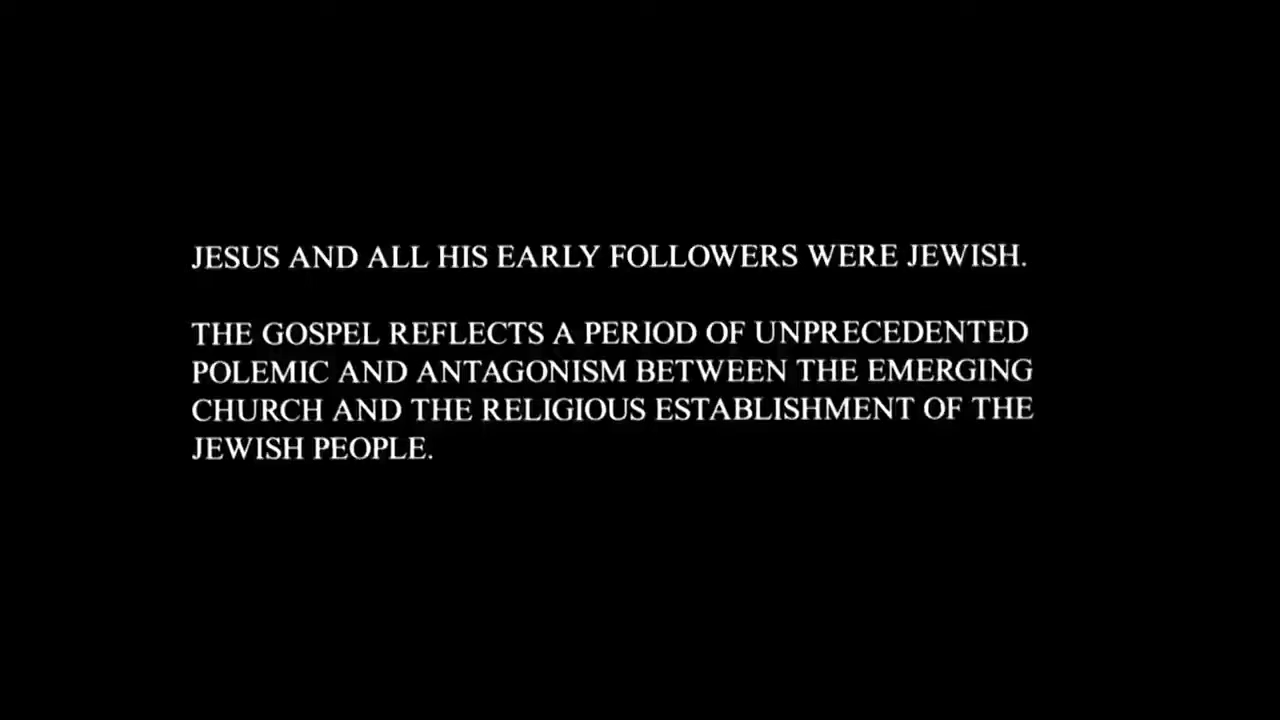 JESUS AND ALL HIS EARLY FOLLOWERS WERE JEWISH.
THE GOSPEL REFLECTS A PERIOD OF UNPRECEDENTED
POLEMIC AND ANTAGONISM BETWEEN THE EMERGING
CHURCH AND THE RELIGIOUS ESTABLISHMENT OF THE
JEWISH PEOPLE.